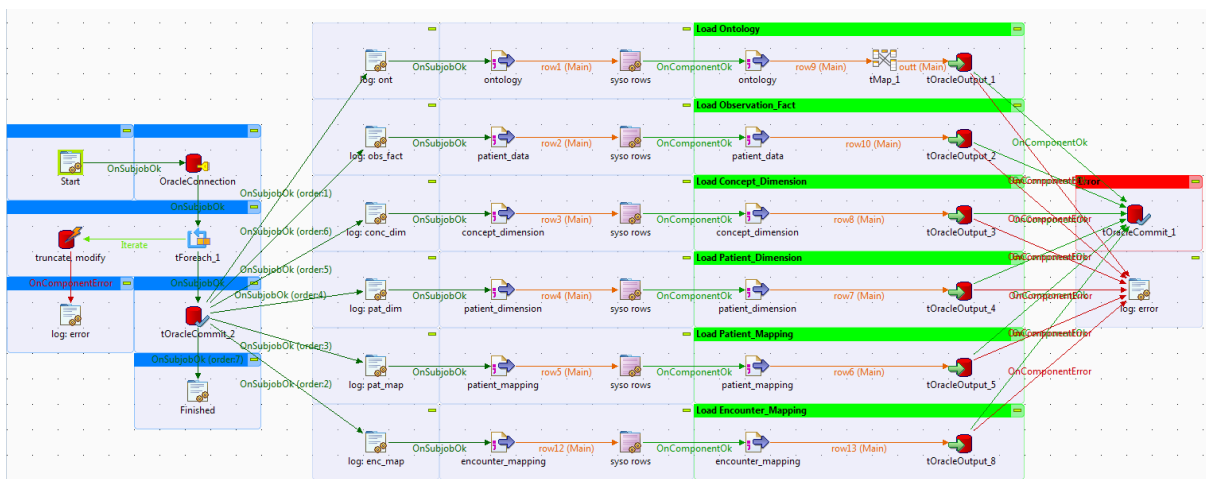 Load Ontology
OnSubjobOk row1 (Main) OnComponentOk row9 (Main) outt (Main)
log: ont ontology syso rows ontology tMap_1 tOracleOutput_1
Load Observation_Fact
OnSubjobOk row2 (Main) OnComponentOk row10 (Main) OnComponentOk
log: obs_fact patient_data syso rows patient_data tOracleOutput_2
OnSubjobOk
Start OracleConnection
Load Concept_Dimension Error
OnSubjobOk (order:1)
OnSubjobOk
OnSubjobOk row3 (Main) OnComponentOk row8 (Main) OnComponentError
OnSubjobOk (order:6)
log: conc_dim concept_dimension syso rows concept_dimension tOracleOutput_3 tOracleCommit_1
Iterate
truncate_modify tForeach_1
Load Patient_Dimension
OnSubjobOk (order:5)
OnComponentError OnSubjobOk
OnSubjobOk (order:4)
OnSubjobOk row4 (Main) OnComponentOk row7 (Main) OnComponentError
log: pat_dim patient_dimension syso rows patient_dimension tOracleOutput_4 log: error
log: error tOracleCommit_2
Load Patient_Mapping
OnSubjobOk (order:3)
OnSubjobOk (order:7)
OnSubjobOk row5 (Main) OnComponentOk row6 (Main) OnComponentError
OnSubjobOk (order:2)
log: pat_map patient_mapping syso rows patient_mapping tOracleOutput_5
Finished
Load Encounter_Mapping
OnSubjobOk row12 (Main) OnComponentOk row13 (Main)
log: enc_map encounter_mapping syso rows encounter_mapping tOracleOutput_8